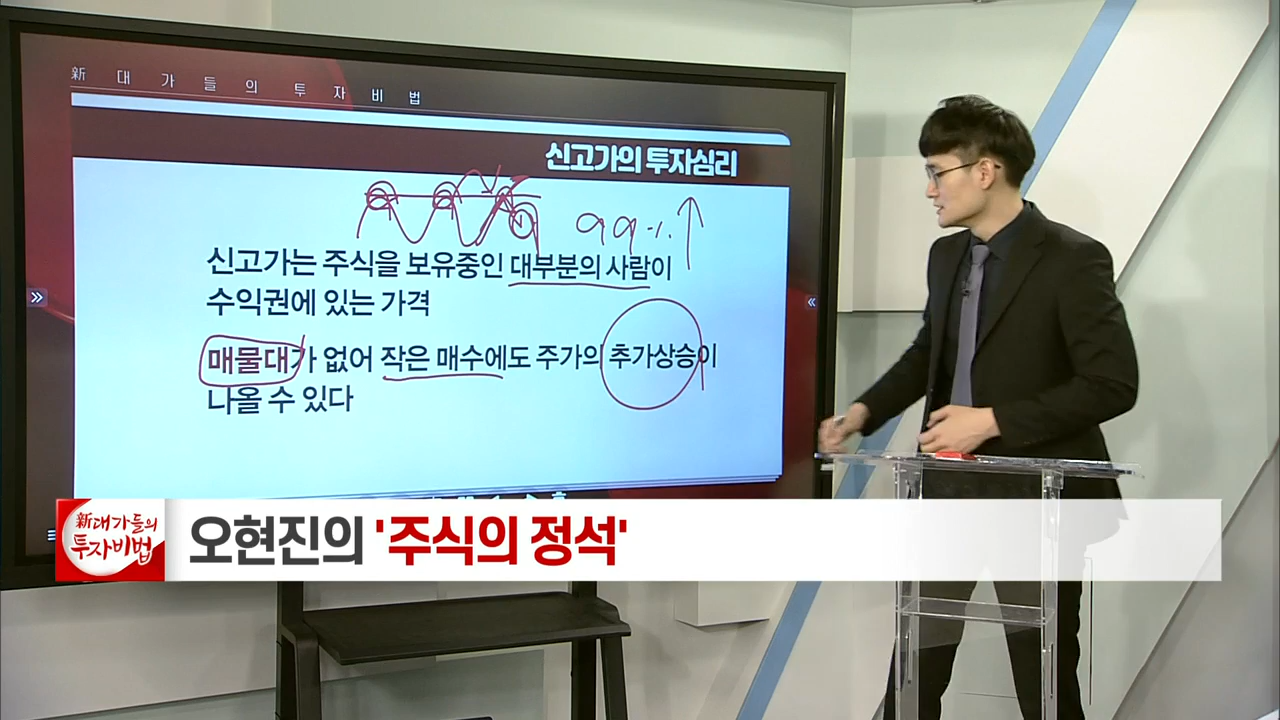 新 대 가 들 의 투 자 비 법
신고가의 투자심리
99%
신고가는 주식을 보유중인 대부분의 사람이
수익권에 있는 가격
매물대가 없어 작은 매수에도 주가의 추가상승이
나올 수 있다
新대가들의
투자비법
오현진의 '주식의 정석'